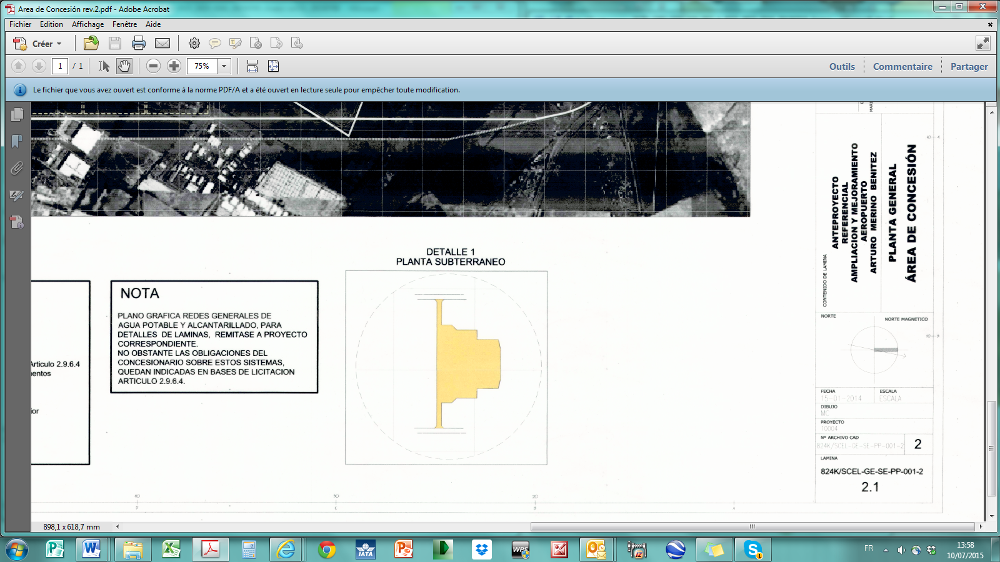 Area de Concesión rev.2.pdf - Adobe Acrobat
Fichier Edition Affichage Fenêtre Aide
Créer
1 / 1
75%
Outils Commentaire Partager
Le fichier que vous avez ouvert est conforme à la norme PDF/A et a été ouvert en lecture seule pour empêcher toute modification.
DETALLE 1
PLANTA SUBTERRANEO
Articulo 2.9.6.4
NOTA
PLANO GRAFICA REDES GENERALES DE
AGUA POTABLE Y ALCANTARILLADO, PARA
DETALLES DE LAMINAS, REMITASE A PROYECTO
CORRESPONDIENTE.
NO OBSTANTE LAS OBLIGACIONES DEL
CONCESIONARIO SOBRE ESTOS SISTEMAS,
QUEDAN INDICADAS EN BASES DE LICITACION
ARTICULO 2.9.6.4.
CONTENIDO DE LAMINA
ANTEPROYECTO
REFERENCIAL
AMPLIACION Y MEJORAMIENTO
AEROPUERTO
ARTURO MERINO BENITEZ
PLANTA GENERAL
ÁREA DE CONCESIÓN
NORTE
NORTE MAGNETICO
FECHA
15-01-2014
ESCALA
ESCALA
DIBUJO
MC
PROYECTO
10004
Nº ARCHIVO CAD
824K/SCEL-GE-SE-PP-001-2
2
LAMINA
824K/SCEL-GE-SE-PP-001-2
2.1
898,1 x 618,7 mm
IATA
WPS
FR
13:58
10/07/2015